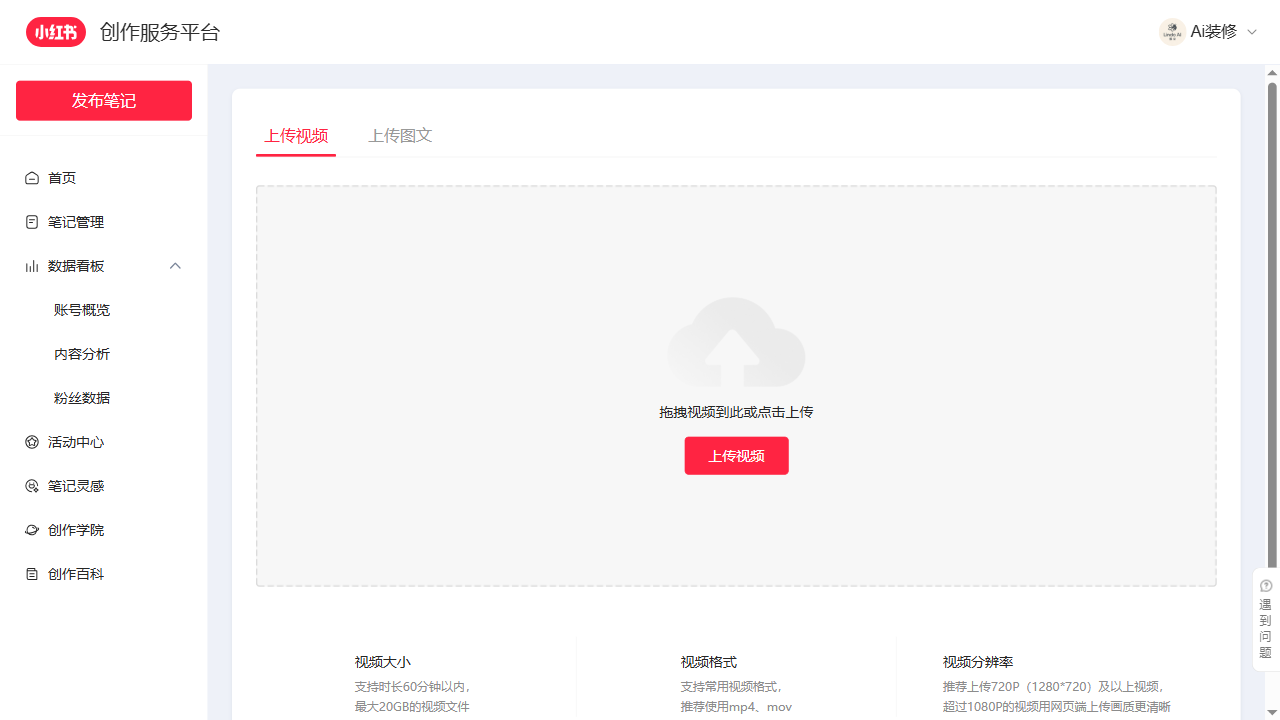 小红书 创作服务平台
Ai装修
发布笔记
首页
笔记管理
数据看板
账号概览
内容分析
粉丝数据
活动中心
笔记灵感
创作学院
创作百科
上传视频 上传图文
拖拽视频到此或点击上传
上传视频
视频大小
支持时长60分钟以内，
最大20GB的视频文件
视频格式
支持常用视频格式，
推荐使用mp4、mov
视频分辨率
推荐上传720P（1280*720）及以上视频，
超过1080P的视频用网页端上传画质更清晰
遇到问题